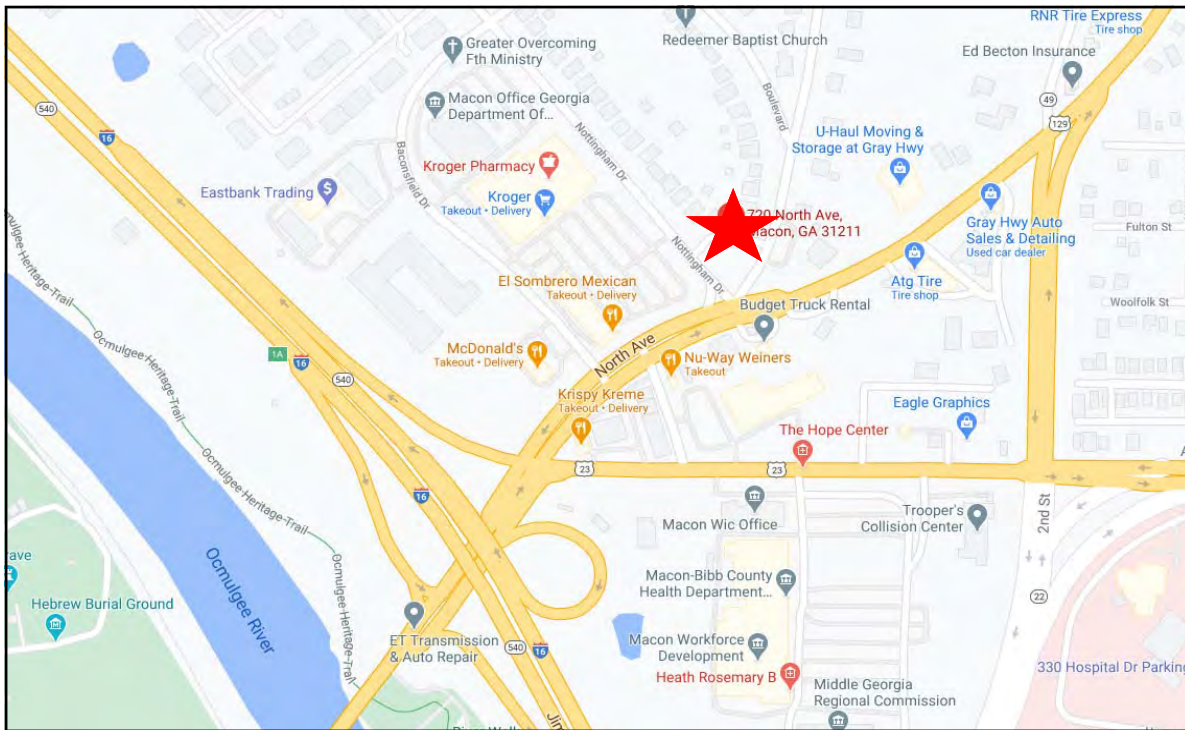 RNR Tire Express
Tire shop
Redeemer Baptist Church
Greater Overcoming
Fth Ministry
Ed Becton Insurance
540
16
Macon Office Georgia
Department Of...
Boulevard
49
129
Nottingham Dr
U-Haul Moving &
Storage at Gray Hwy
Baconsfield Dr
Kroger Pharmacy
Eastbank Trading
Kroger
Takeout • Delivery
720 North Ave,
Macon, GA 31211
Gray Hwy Auto
Sales & Detailing
Used car dealer
Fulton St
Ocmulgee Heritage-Trail
Nottingham Dr
El Sombrero Mexican
Takeout • Delivery
Atg Tire
Tire shop
Budget Truck Rental
Woolfolk St
McDonald's
Takeout • Delivery
North Ave
Nu-Way Weiners
Takeout
1A
16
540
Ocmulgee Heritage-Trail
Krispy Kreme
Takeout • Delivery
Eagle Graphics
The Hope Center
23
23
Ocmulgee Heritage-Trail
16
Macon Wic Office
Trooper's
Collision Center
2nd St
Ocmulgee River
Ocmulgee Heritage-Trail
Macon-Bibb County
Health Department...
22
Hebrew Burial Ground
ET Transmission
& Auto Repair
540
16
Macon Workforce
Development
Heath Rosemary B
330 Hospital Dr Parking
Middle Georgia
Regional Commission
Jim